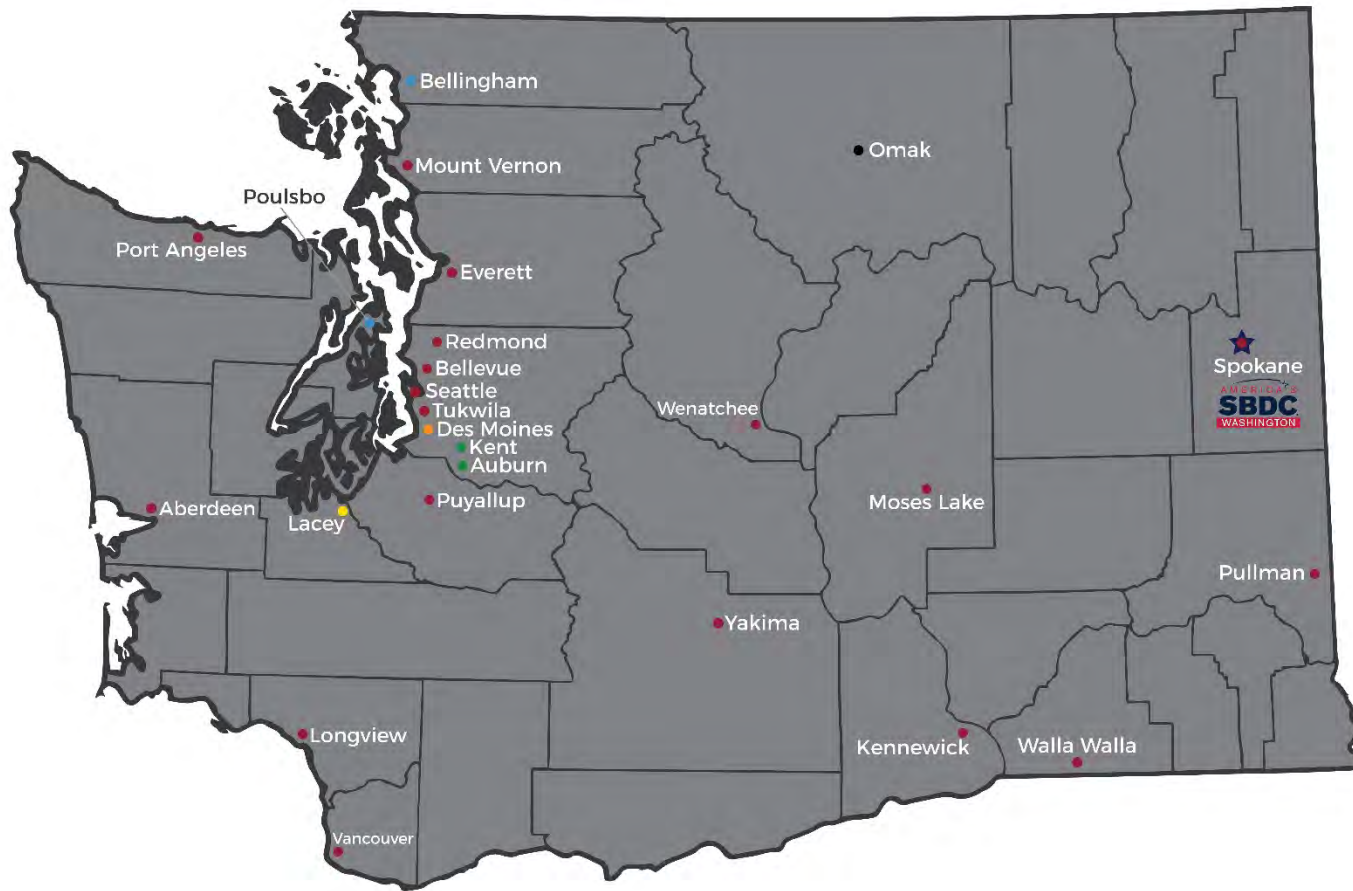 Bellingham
Omak
Mount Vernon
Poulsbo
Port Angeles
Everett
Redmond
Spokane
Bellevue
AMERICA'S
Seattle
SBDC
Wenatchee
Tukwila
WASHINGTON
Des Moines
Kent
Auburn
Moses Lake
Puyallup
Aberdeen
Lacey
Pullman
Yakima
Longview
Kennewick
Walla Walla
Vancouver